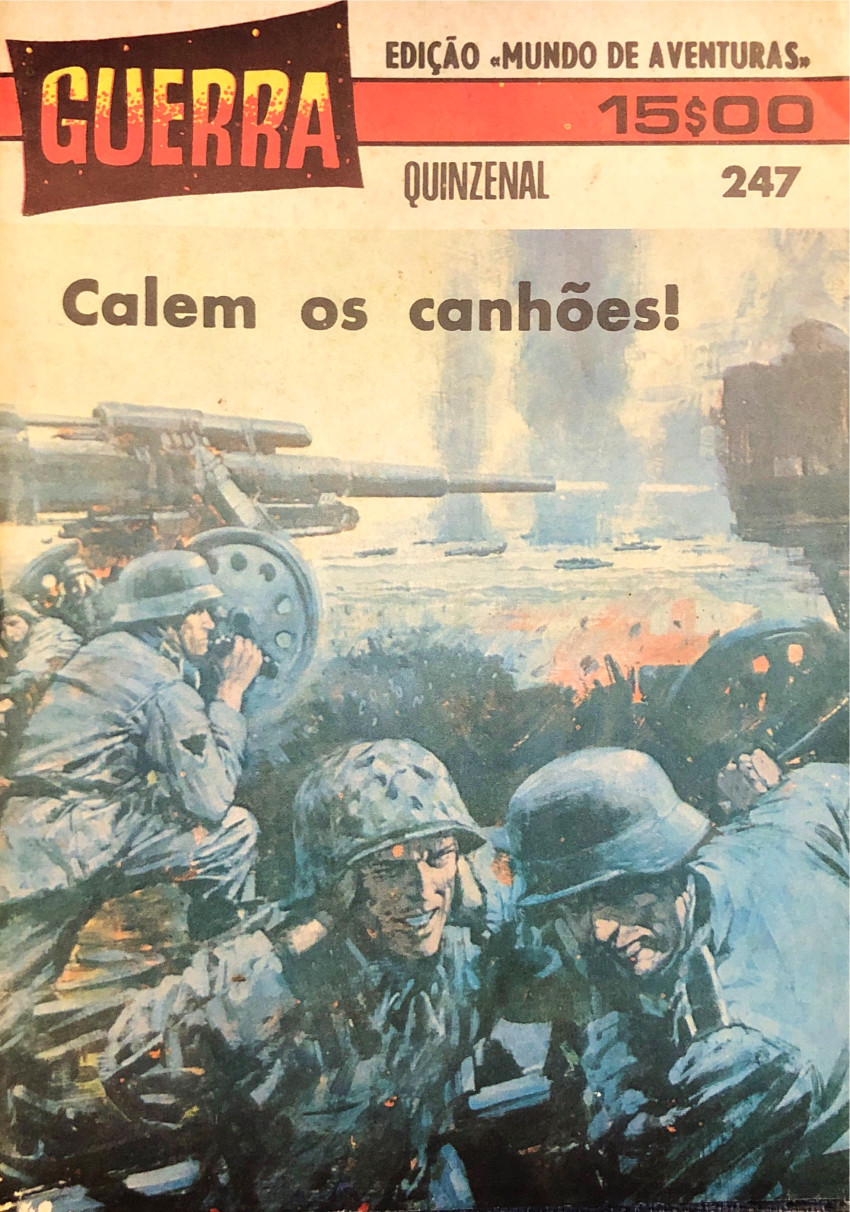 GUERRA
EDIÇÃO «MUNDO DE AVENTURAS»
15$00
QUINZENAL 247
Calem os canhões!